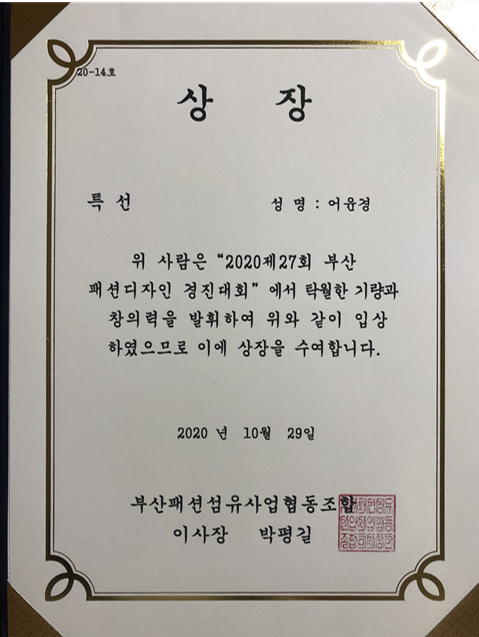 20-14호
상 장
특 선
성 명 : 어윤경
위 사람은 "2020제27회 부산
패션디자인 경진대회" 에서 탁월한 기량과
창의력을 발휘하여 위와 같이 입상
하였으므로 이에 상장을 수여합니다.
2020 년 10월 29일
부산패션섬유사업협동조합
이사장 박평길